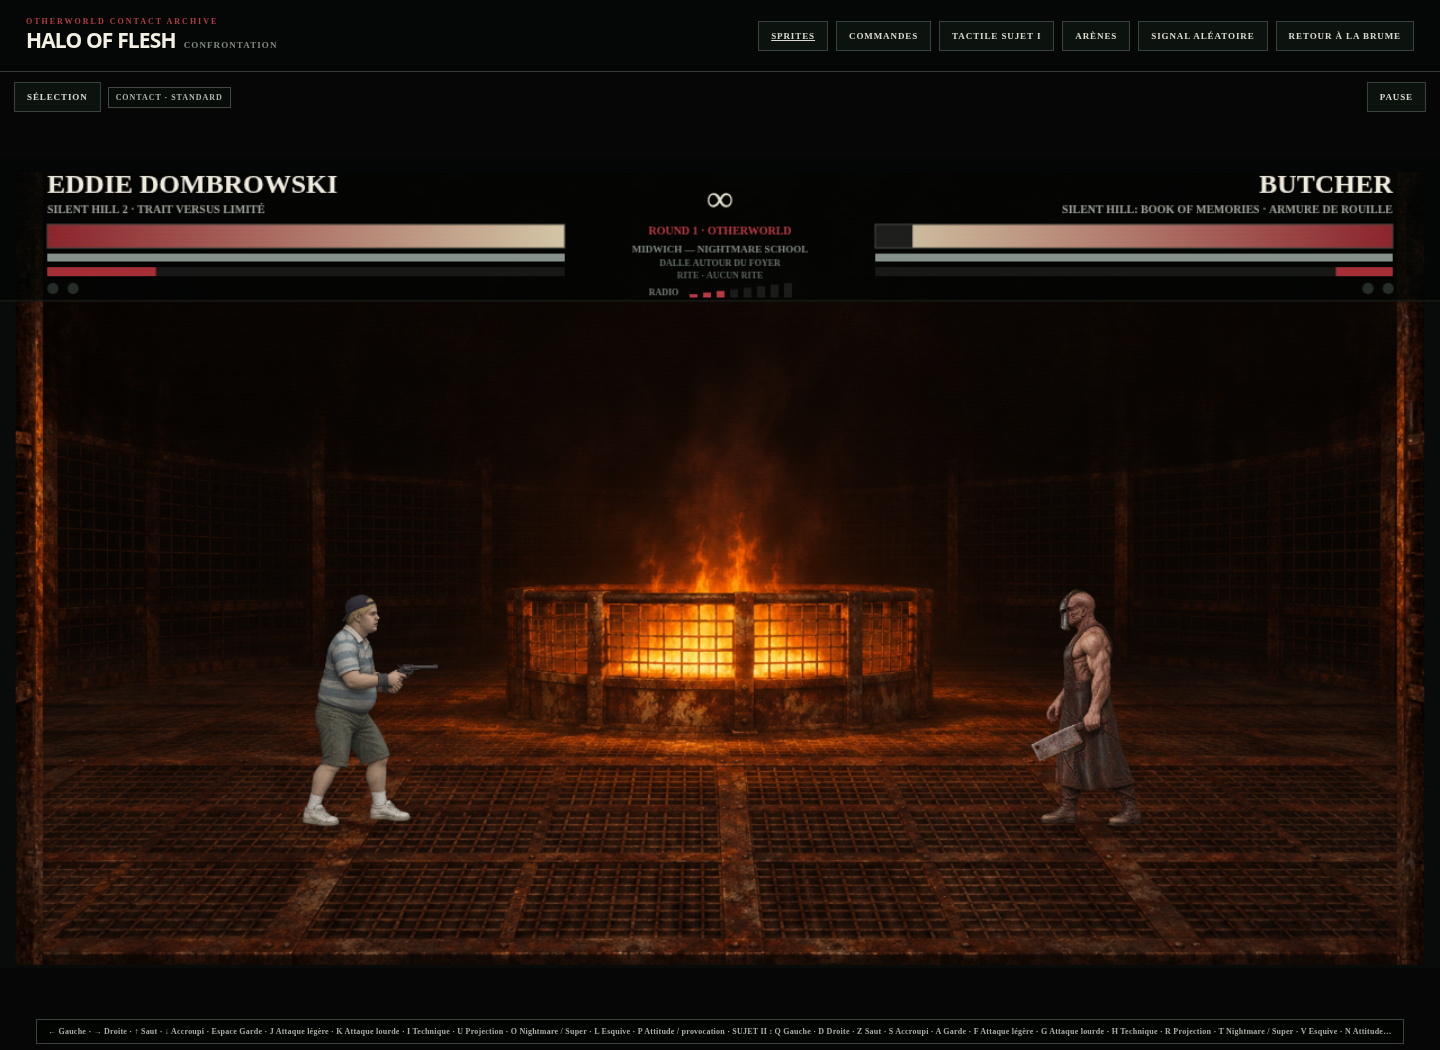 OTHERWORLD CONTACT ARCHIVE
HALO OF FLESH CONFRONTATION
SPRITES
COMMANDES
TACTILE SUJET I
ARÈNES
SIGNAL ALÉATOIRE
RETOUR À LA BRUME
SÉLECTION
CONTACT · STANDARD
PAUSE
EDDIE DOMBROWSKI
SILENT HILL 2 · TRAIT VERSUS LIMITÉ
∞
ROUND 1 · OTHERWORLD
MIDWICH — NIGHTMARE SCHOOL
DALLE AUTOUR DU FOYER
RITE · AUCUN RITE
RADIO
BUTCHER
SILENT HILL: BOOK OF MEMORIES · ARMURE DE ROUILLE
← Gauche · → Droite · ↑ Saut · ↓ Accroupi · Espace Garde · J Attaque légère · K Attaque lourde · I Technique · U Projection · O Nightmare / Super · L Esquive · P Attitude / provocation · SUJET II : Q Gauche · D Droite · Z Saut · S Accroupi · A Garde · F Attaque légère · G Attaque lourde · H Technique · R Projection · T Nightmare / Super · V Esquive · N Attitude…